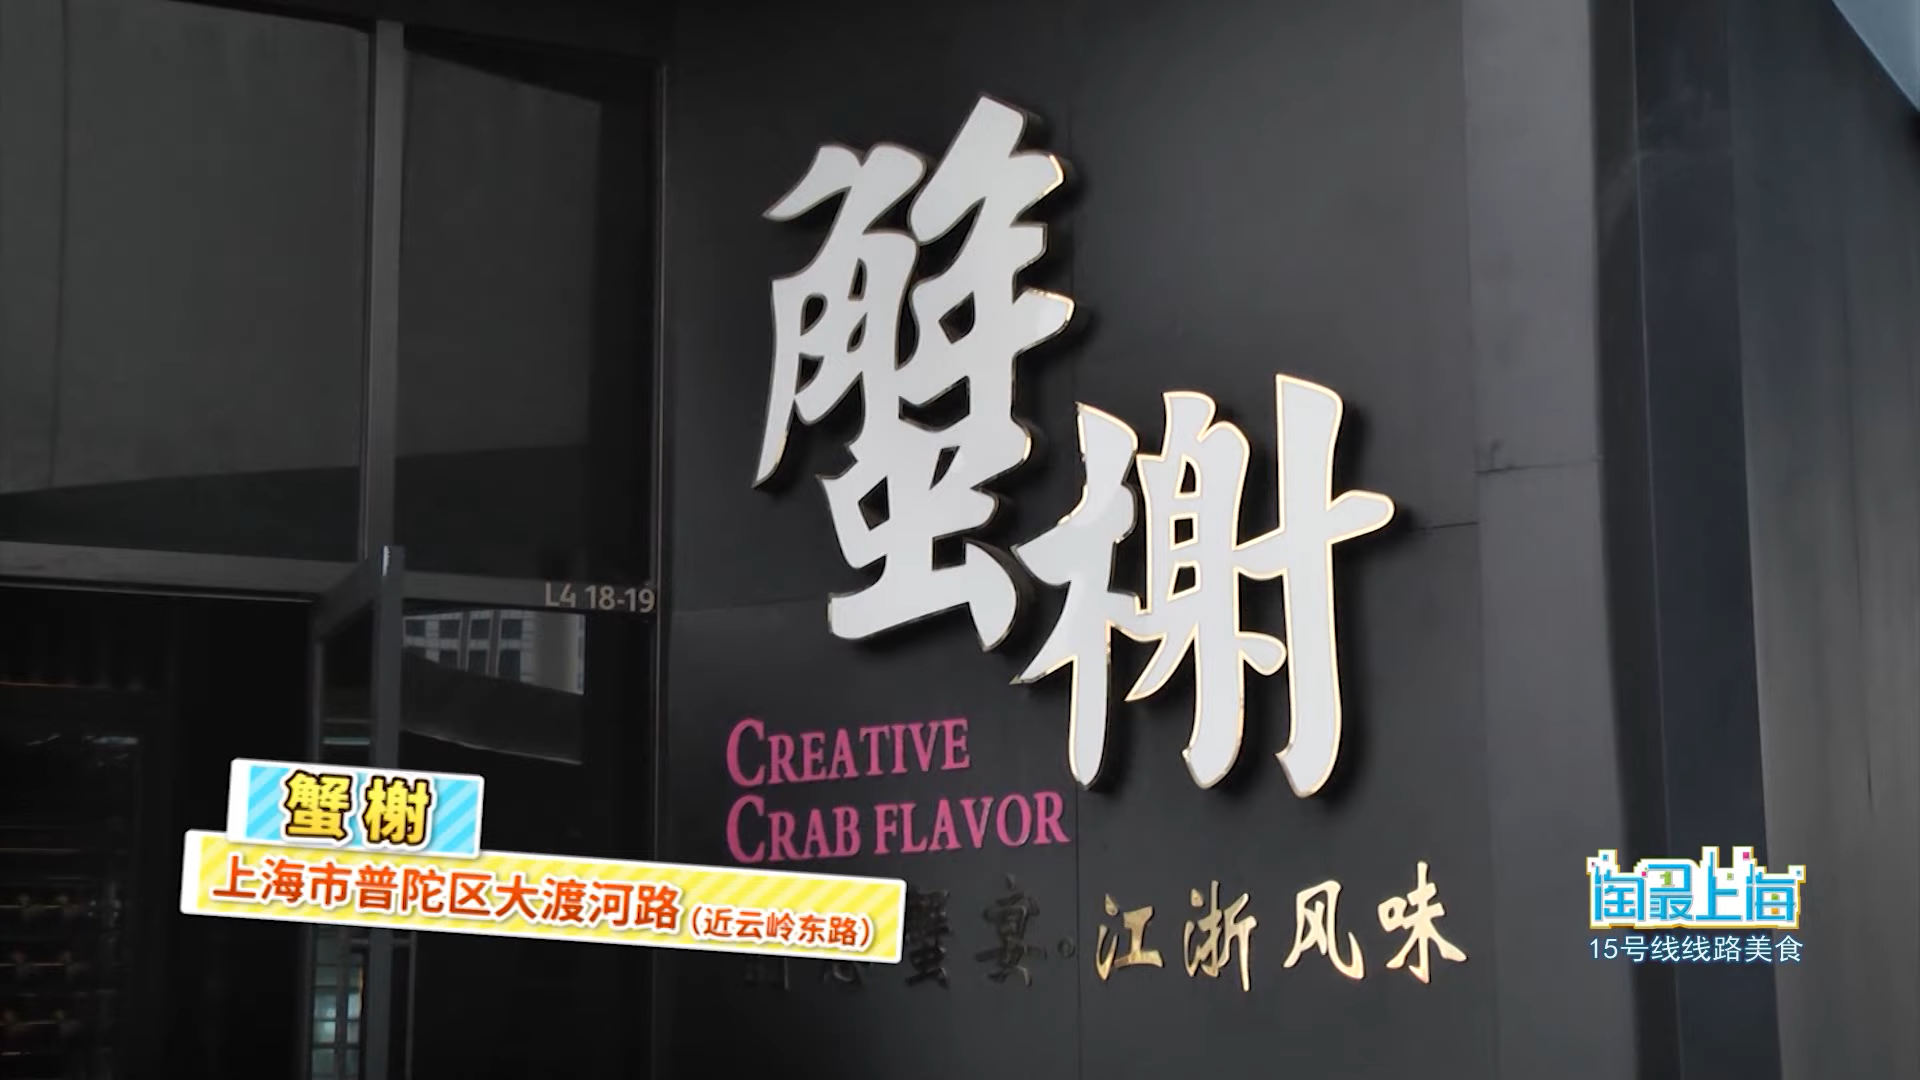 蟹榭
L4 18-19
CREATIVE
CRAB FLAVOR
蟹宴。江浙风味
蟹榭
上海市普陀区大渡河路(近云岭东路)
淘最上海
15号线线路美食